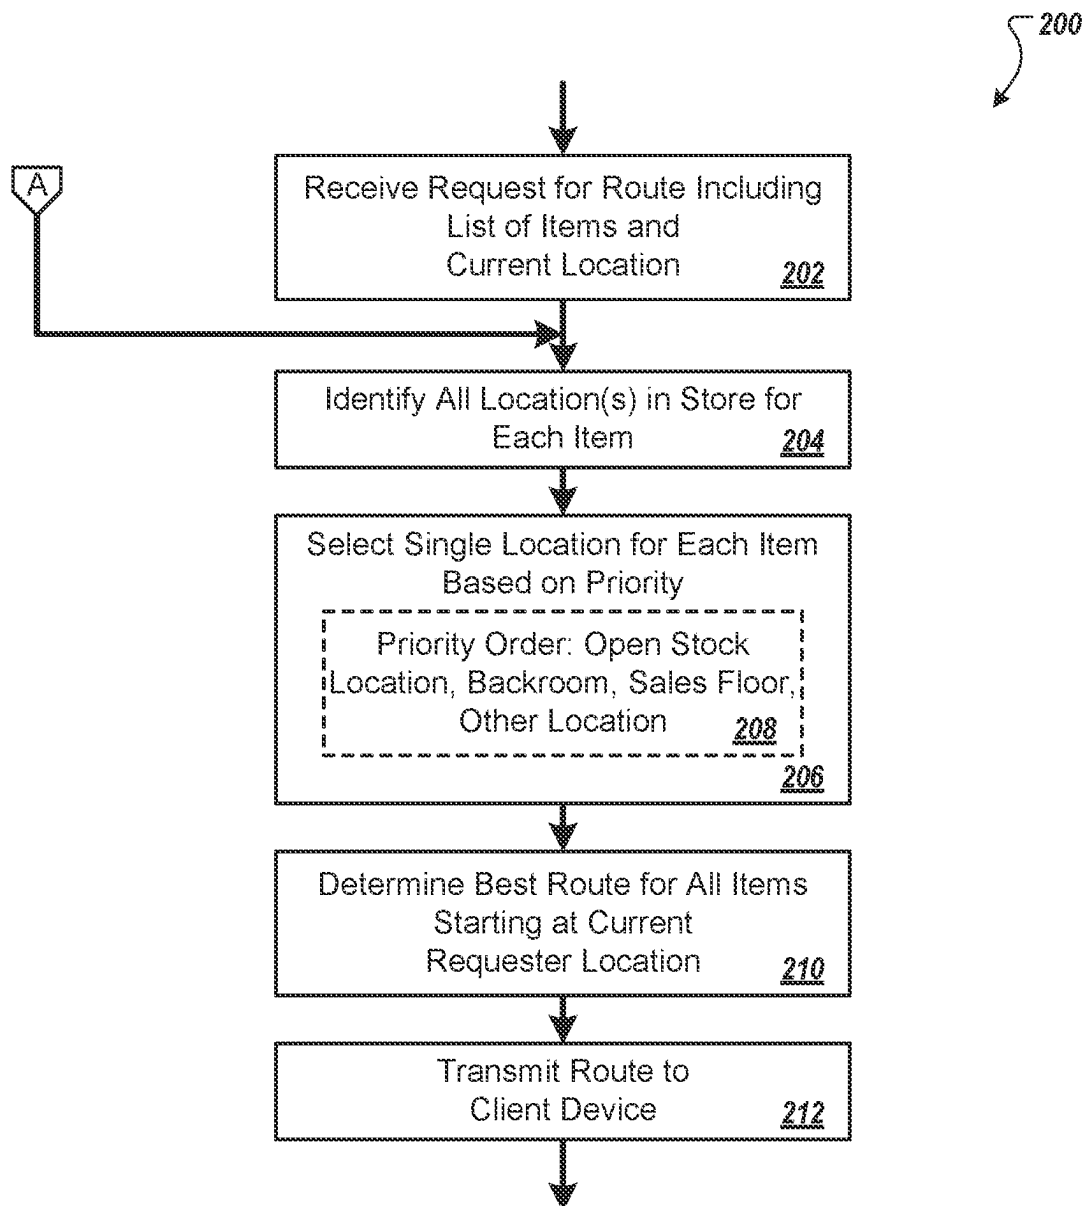 200
A
Receive Request for Route Including
List of Items and
Current Location
202
Identify All Location(s) in Store for
Each Item
204
Select Single Location for Each Item
Based on Priority
Priority Order: Open Stock
Location, Backroom, Sales Floor,
Other Location
208
206
Determine Best Route for All Items
Starting at Current
Requester Location
210
Transmit Route to
Client Device
212